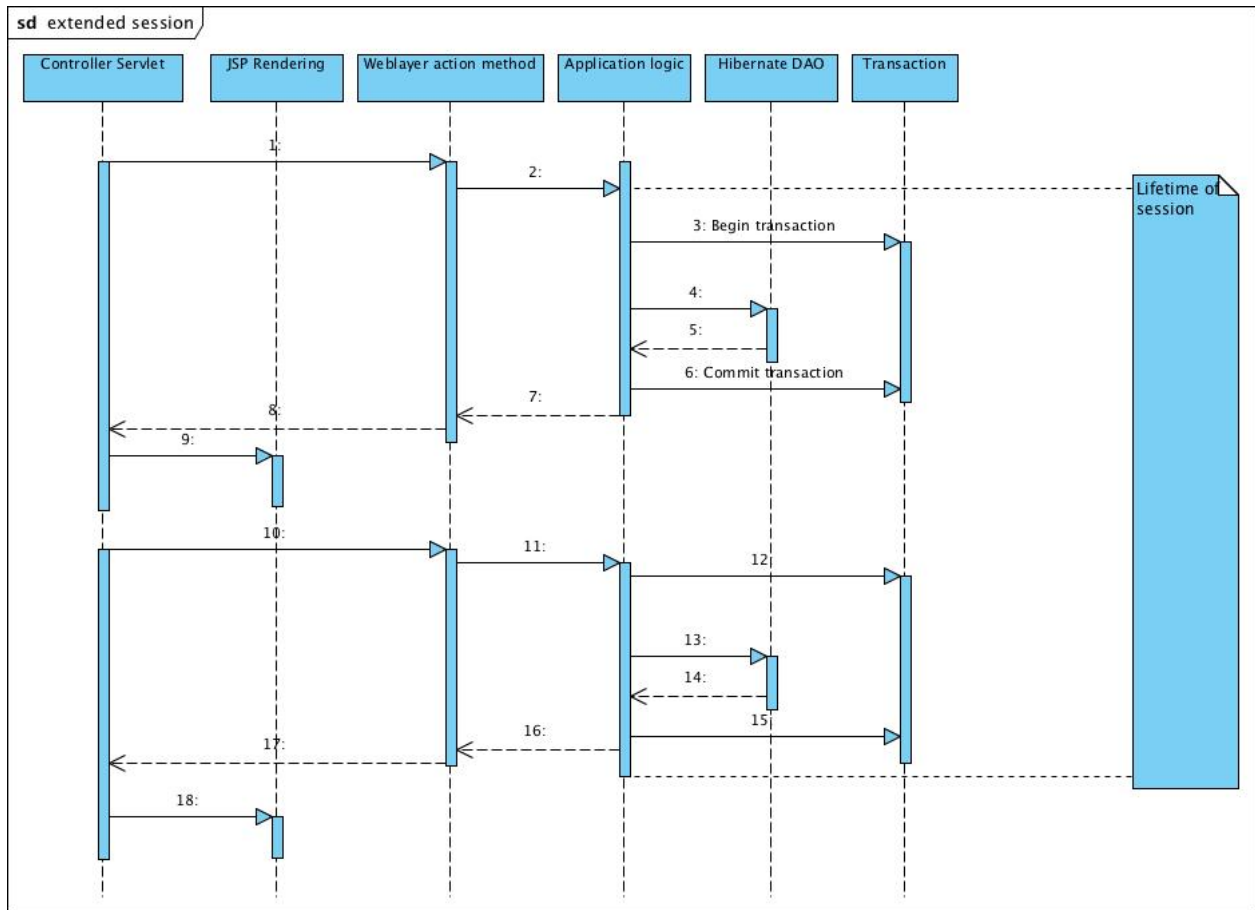 sd extended session
Controller Servlet
JSP Rendering
Weblayer action method
Application logic
Hibernate DAO
Transaction
1:
2:
Lifetime of
session
3: Begin transaction
4:
5:
6: Commit transaction
7:
8:
9:
10:
11:
12
13:
14:
15
16:
17:
18: